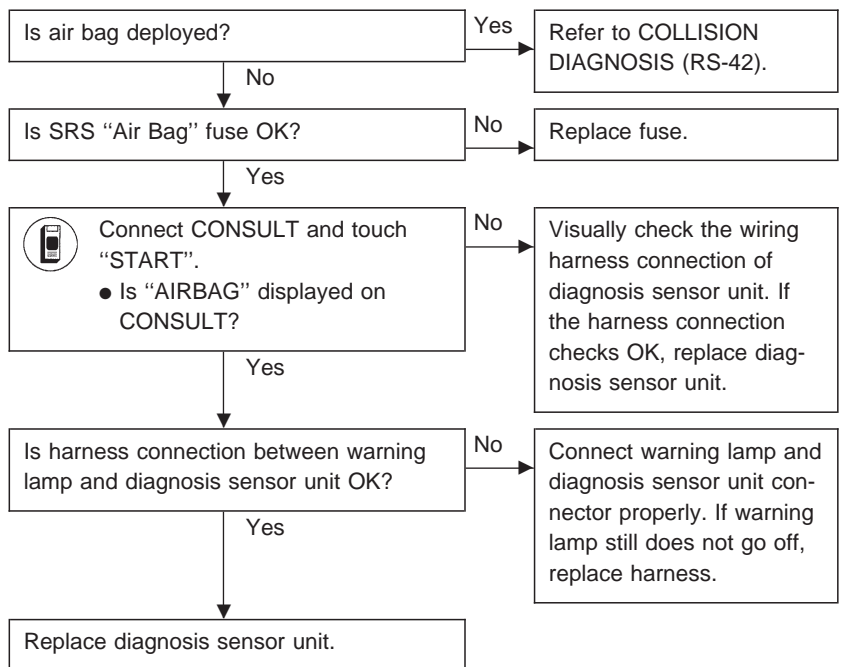 Is air bag deployed?
Yes
Refer to COLLISION
DIAGNOSIS (RS-42).
No
Is SRS ‘‘Air Bag’’ fuse OK?
No
Replace fuse.
Yes
Connect CONSULT and touch
‘‘START’’.
● Is ‘‘AIRBAG’’ displayed on
CONSULT?
No
Visually check the wiring
harness connection of
diagnosis sensor unit. If
the harness connection
checks OK, replace diag-
nosis sensor unit.
Yes
Is harness connection between warning
lamp and diagnosis sensor unit OK?
No
Connect warning lamp and
diagnosis sensor unit con-
nector properly. If warning
lamp still does not go off,
replace harness.
Yes
Replace diagnosis sensor unit.